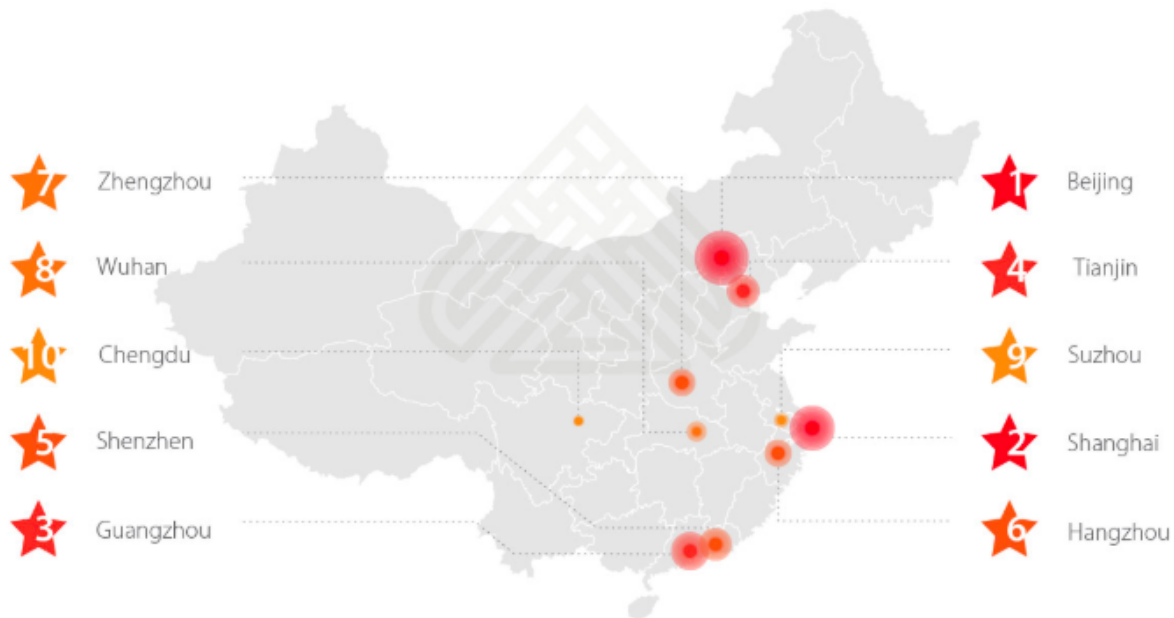 7 Zhengzhou
8 Wuhan
10 Chengdu
5 Shenzhen
3 Guangzhou
1 Beijing
4 Tianjin
9 Suzhou
2 Shanghai
6 Hangzhou